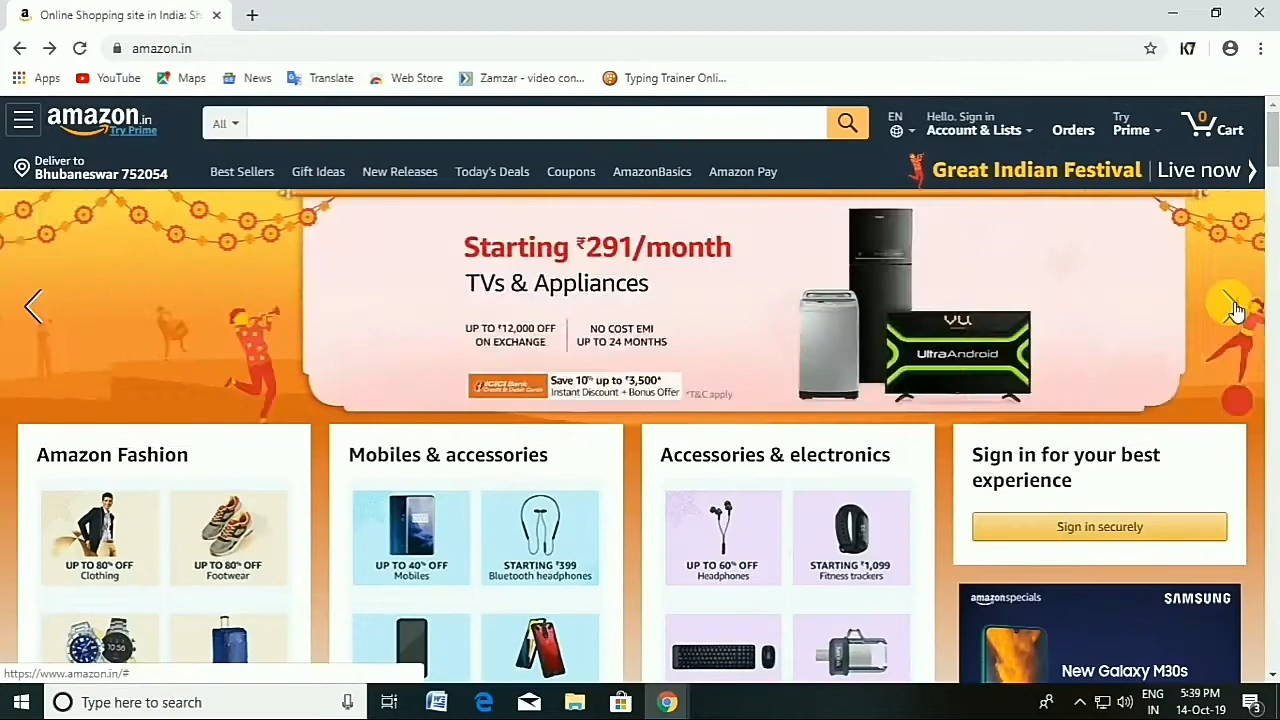 Online Shopping site in India: Sh
amazon.in
K7
Apps YouTube Maps News Translate Web Store Zamzar - video con... Typing Trainer Onli...
amazon.in
Try Prime
All
EN
Hello. Sign in
Account & Lists
Orders
Try
Prime
0
Cart
Deliver to
Bhubaneswar 752054
Best Sellers Gift Ideas New Releases Today's Deals Coupons AmazonBasics Amazon Pay
Great Indian Festival Live now
Starting ₹291/month
TVs & Appliances
UP TO ₹12,000 OFF
ON EXCHANGE
NO COST EMI
UP TO 24 MONTHS
ICICI Bank
Credit & Debit Cards
Save 10% up to ₹3,500*
Instant Discount + Bonus Offer
*T&C apply
VU
UltraAndroid
Amazon Fashion
UP TO 80% OFF
Clothing
UP TO 80% OFF
Footwear
Mobiles & accessories
UP TO 40% OFF
Mobiles
STARTING ₹399
Bluetooth headphones
Accessories & electronics
UP TO 60% OFF
Headphones
STARTING ₹1,099
Fitness trackers
Sign in for your best
experience
Sign in securely
amazonspecials
SAMSUNG
New Galaxy M30s
https://www.amazon.in/#
Type here to search
ENG
IN
5:39 PM
14-Oct-19
3